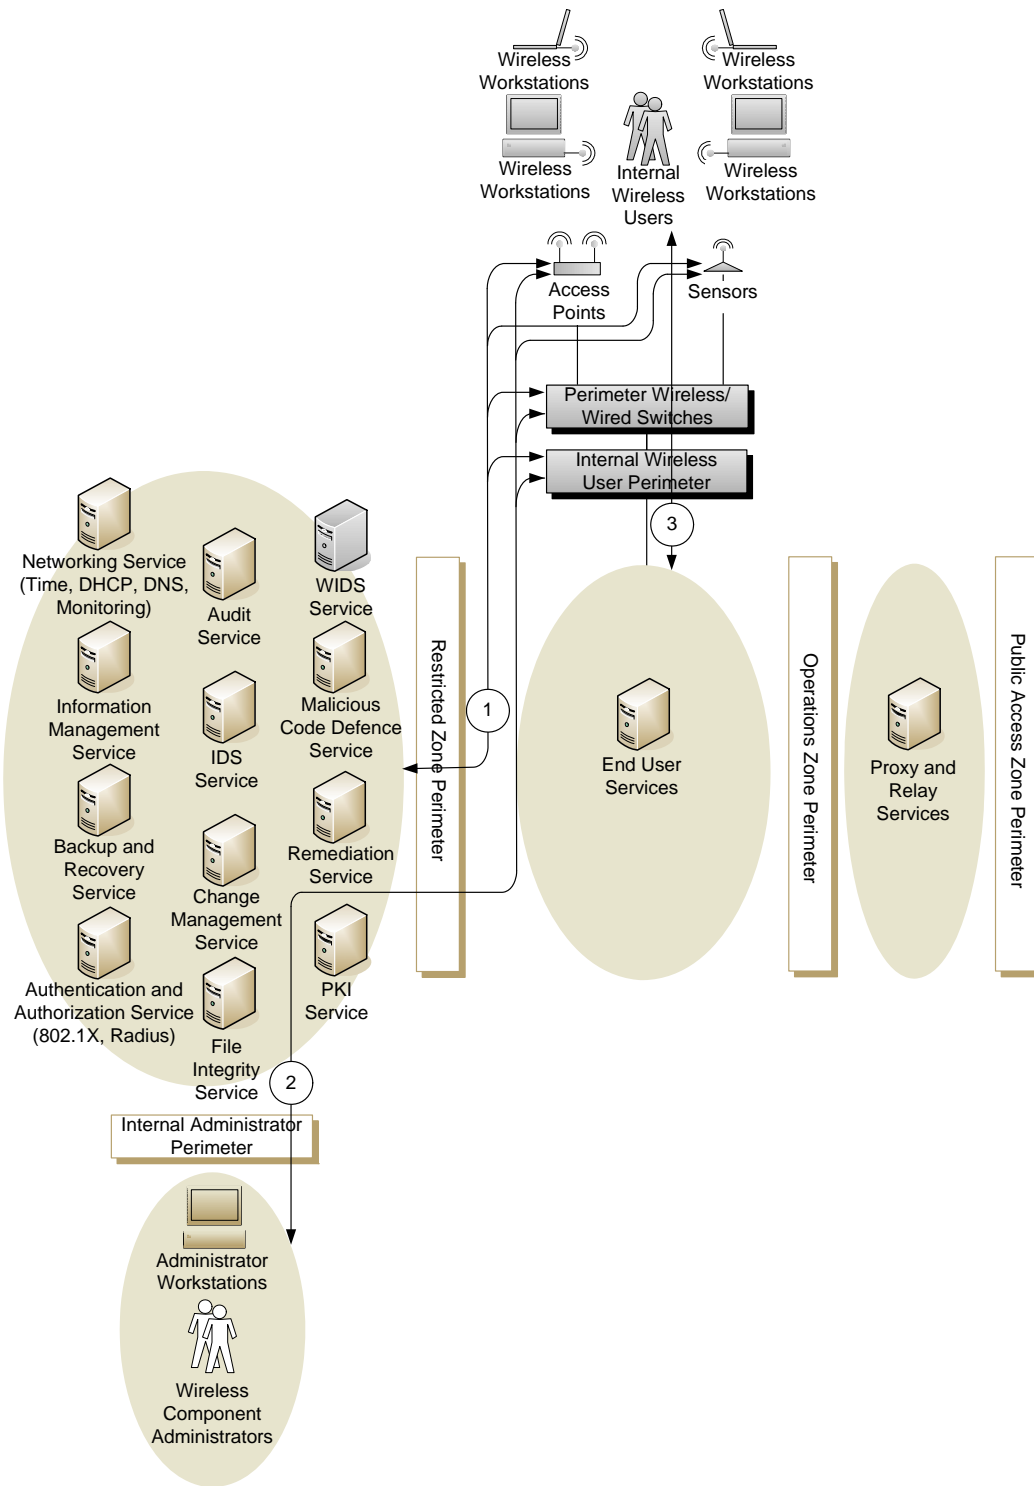 Wireless
Workstations
Wireless
Workstations
Wireless
Workstations
Internal
Wireless
Users
Wireless
Workstations
Access
Points
Sensors
Perimeter Wireless/
Wired Switches
Internal Wireless
User Perimeter
3
Networking Service
(Time, DHCP, DNS,
Monitoring)
Audit
Service
WIDS
Service
Information
Management
Service
IDS
Service
Malicious
Code Defence
Service
Backup and
Recovery
Service
Change
Management
Service
Remediation
Service
Authentication and
Authorization Service
(802.1X, Radius)
File
Integrity
Service
PKI
Service
Restricted Zone Perimeter
1
End User
Services
Operations Zone Perimeter
Proxy and
Relay
Services
Public Access Zone Perimeter
2
Internal Administrator
Perimeter
Administrator
Workstations
Wireless
Component
Administrators